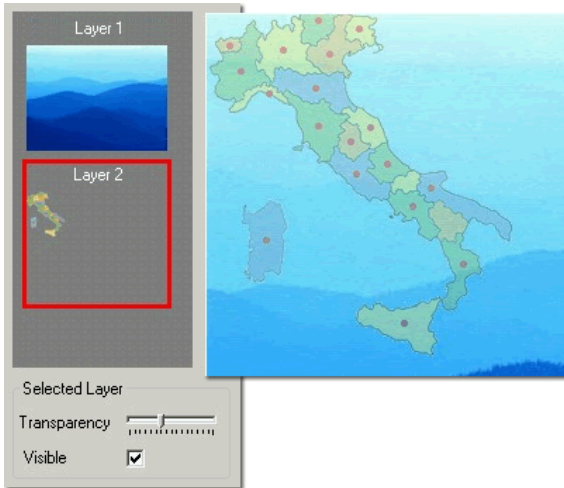 Layer 1
Layer 2
Selected Layer
Transparency
Visible